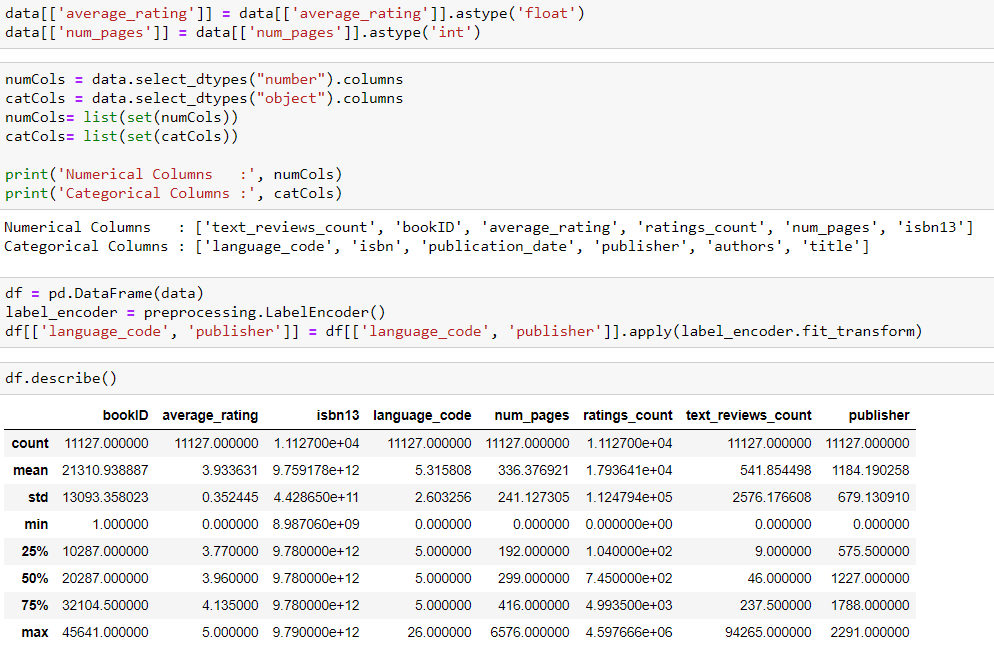 data[['average_rating']] = data[['average_rating']].astype('float')
data[['num_pages']] = data[['num_pages']].astype('int')
numCols = data.select_dtypes("number").columns
catCols = data.select_dtypes("object").columns
numCols= list(set(numCols))
catCols= list(set(catCols))
print('Numerical Columns   :', numCols)
print('Categorical Columns :', catCols)
Numerical Columns   : ['text_reviews_count', 'bookID', 'average_rating', 'ratings_count', 'num_pages', 'isbn13']
Categorical Columns : ['language_code', 'isbn', 'publication_date', 'publisher', 'authors', 'title']
df = pd.DataFrame(data)
label_encoder = preprocessing.LabelEncoder()
df[['language_code', 'publisher']] = df[['language_code', 'publisher']].apply(label_encoder.fit_transform)
df.describe()
bookID average_rating isbn13 language_code num_pages ratings_count text_reviews_count publisher
count 11127.000000 11127.000000 1.112700e+04 11127.000000 11127.000000 1.112700e+04 11127.000000 11127.000000
mean 21310.938887 3.933631 9.759178e+12 5.315808 336.376921 1.793641e+04 541.854498 1184.190258
std 13093.358023 0.352445 4.428650e+11 2.603256 241.127305 1.124794e+05 2576.176608 679.130910
min 1.000000 0.000000 8.987060e+09 0.000000 0.000000 0.000000e+00 0.000000 0.000000
25% 10287.000000 3.770000 9.780000e+12 5.000000 192.000000 1.040000e+02 9.000000 575.500000
50% 20287.000000 3.960000 9.780000e+12 5.000000 299.000000 7.450000e+02 46.000000 1227.000000
75% 32104.500000 4.135000 9.780000e+12 5.000000 416.000000 4.993500e+03 237.500000 1788.000000
max 45641.000000 5.000000 9.790000e+12 26.000000 6576.000000 4.597666e+06 94265.000000 2291.000000